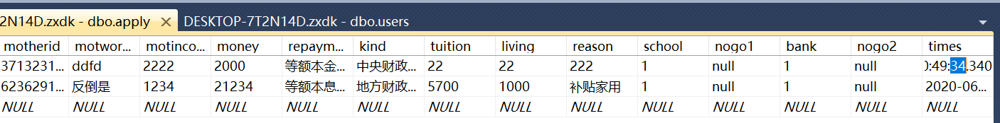 2N14D.zxdk - dbo.apply × DESKTOP-7T2N14D.zxdk - dbo.users
motherid motwor... motinco... money repaym... kind tuition living reason school nogo1 bank nogo2 times
3713231... ddfd 2222 2000 等额本金... 中央财政... 22 22 222 1 null 1 null 0:49:34.340
6236291... 反倒是 1234 21234 等额本息... 地方财政... 5700 1000 补贴家用 1 null 1 null 2020-06...
NULL NULL NULL NULL NULL NULL NULL NULL NULL NULL NULL NULL NULL NULL